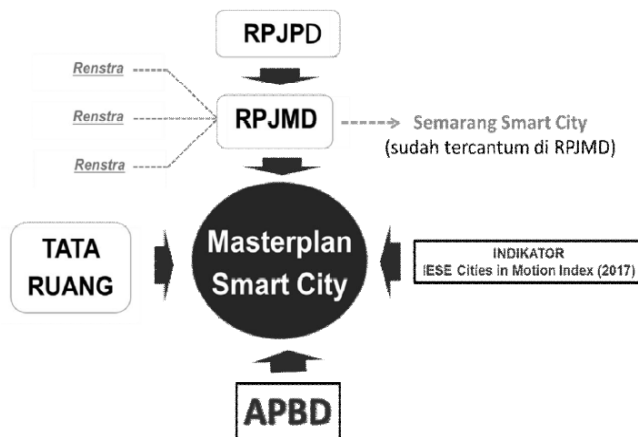 RPJPD
Renstra
Renstra
RPJMD
Semarang Smart City
(sudah tercantum di RPJMD)
Renstra
TATA
RUANG
Masterplan
Smart City
INDIKATOR
IESE Cities in Motion Index (2017)
APBD